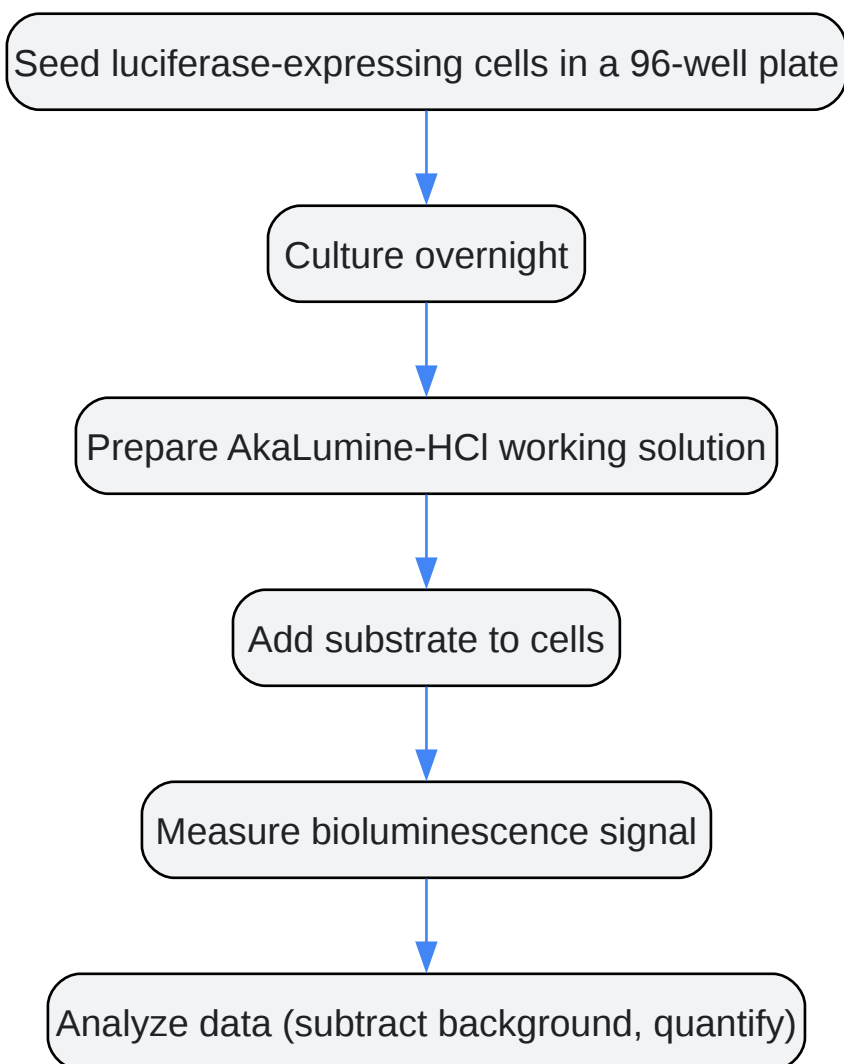 Seed luciferase-expressing cells in a 96-well plate
Culture overnight
Prepare AkaLumine-HCl working solution
Add substrate to cells
Measure bioluminescence signal
Analyze data (subtract background, quantify)